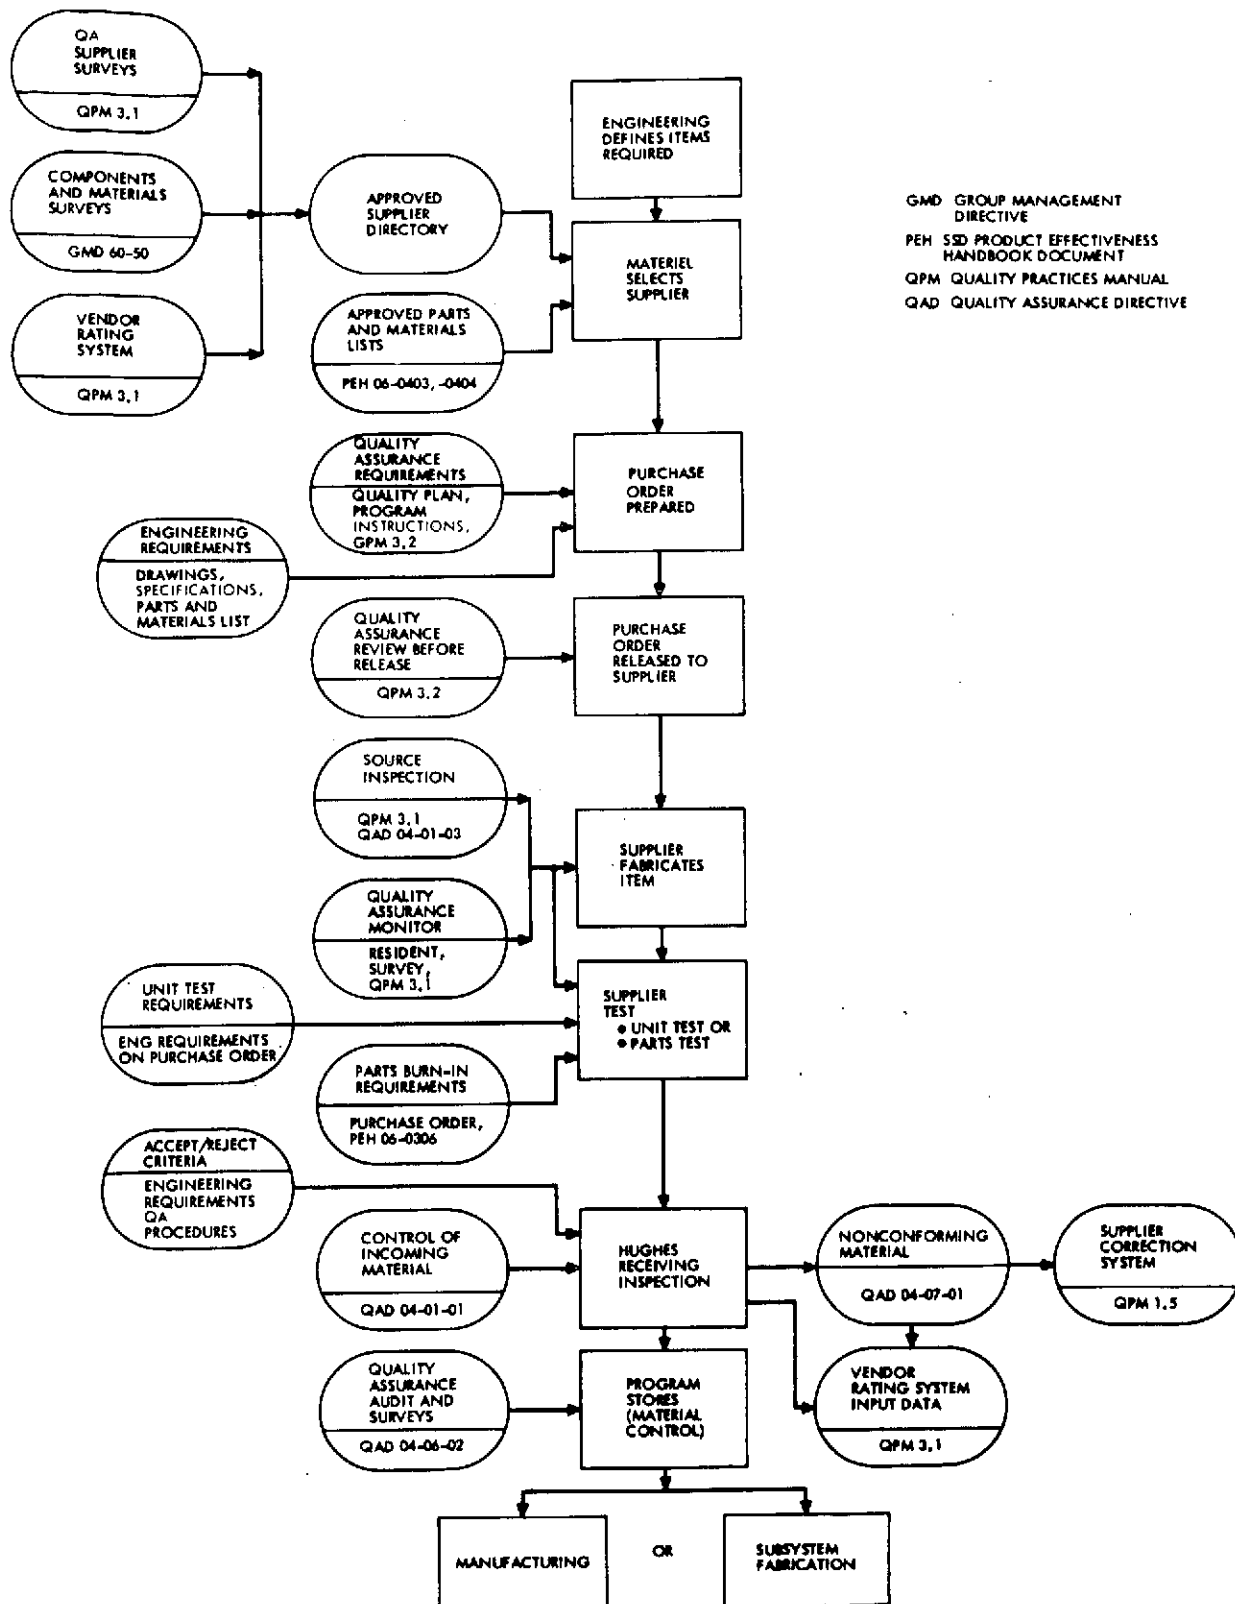 QA
SUPPLIER
SURVEYS
QPM 3.1
COMPONENTS
AND MATERIALS
SURVEYS
GMD 60-50
VENDOR
RATING
SYSTEM
QPM 3.1
APPROVED
SUPPLIER
DIRECTORY
APPROVED PARTS
AND MATERIALS
LISTS
PEH 06-0403, -0404
ENGINEERING
DEFINES ITEMS
REQUIRED
MATERIEL
SELECTS
SUPPLIER
GMD GROUP MANAGEMENT
DIRECTIVE
PEH SSD PRODUCT EFFECTIVENESS
HANDBOOK DOCUMENT
QPM QUALITY PRACTICES MANUAL
QAD QUALITY ASSURANCE DIRECTIVE
QUALITY
ASSURANCE
REQUIREMENTS
QUALITY PLAN,
PROGRAM
INSTRUCTIONS,
GPM 3.2
PURCHASE
ORDER
PREPARED
ENGINEERING
REQUIREMENTS
DRAWINGS,
SPECIFICATIONS,
PARTS AND
MATERIALS LIST
QUALITY
ASSURANCE
REVIEW BEFORE
RELEASE
QPM 3.2
PURCHASE
ORDER
RELEASED TO
SUPPLIER
SOURCE
INSPECTION
QPM 3.1
QAD 04-01-03
SUPPLIER
FABRICATES
ITEM
QUALITY
ASSURANCE
MONITOR
RESIDENT,
SURVEY,
QPM 3.1
UNIT TEST
REQUIREMENTS
ENG REQUIREMENTS
ON PURCHASE ORDER
SUPPLIER
TEST
• UNIT TEST OR
• PARTS TEST
PARTS BURN-IN
REQUIREMENTS
PURCHASE ORDER,
PEH 06-0306
ACCEPT/REJECT
CRITERIA
ENGINEERING
REQUIREMENTS
QA
PROCEDURES
CONTROL OF
INCOMING
MATERIAL
QAD 04-01-01
HUGHES
RECEIVING
INSPECTION
NONCONFORMING
MATERIAL
QAD 04-07-01
SUPPLIER
CORRECTION
SYSTEM
QPM 1.5
QUALITY
ASSURANCE
AUDIT AND
SURVEYS
QAD 04-06-02
PROGRAM
STORES
(MATERIAL
CONTROL)
VENDOR
RATING SYSTEM
INPUT DATA
QPM 3.1
MANUFACTURING
OR
SUBSYSTEM
FABRICATION